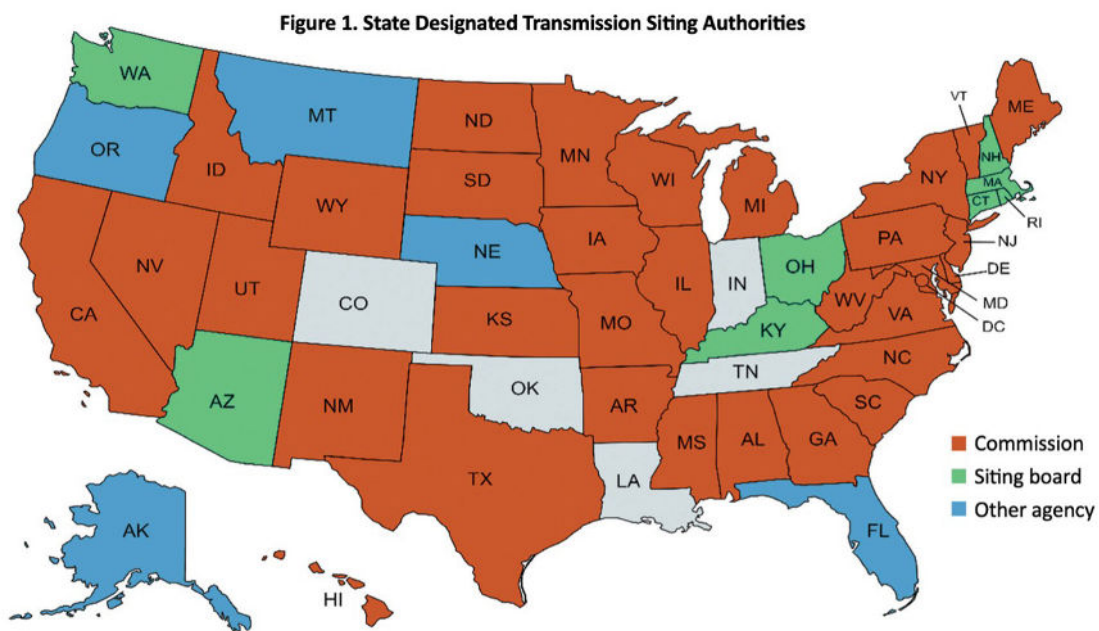 Figure 1. State Designated Transmission Siting Authorities
WA
MT
ND
MN
VT
ME
OR
ID
SD
WI
NH
NY
MA
WY
MI
CT
RI
IA
PA
NJ
NE
NV
OH
DE
IN
IL
UT
CO
WV
MD
CA
KS
MO
VA
DC
KY
NC
TN
OK
AZ
NM
AR
SC
MS
AL
GA
Commission
TX
LA
Siting board
Other agency
AK
FL
HI